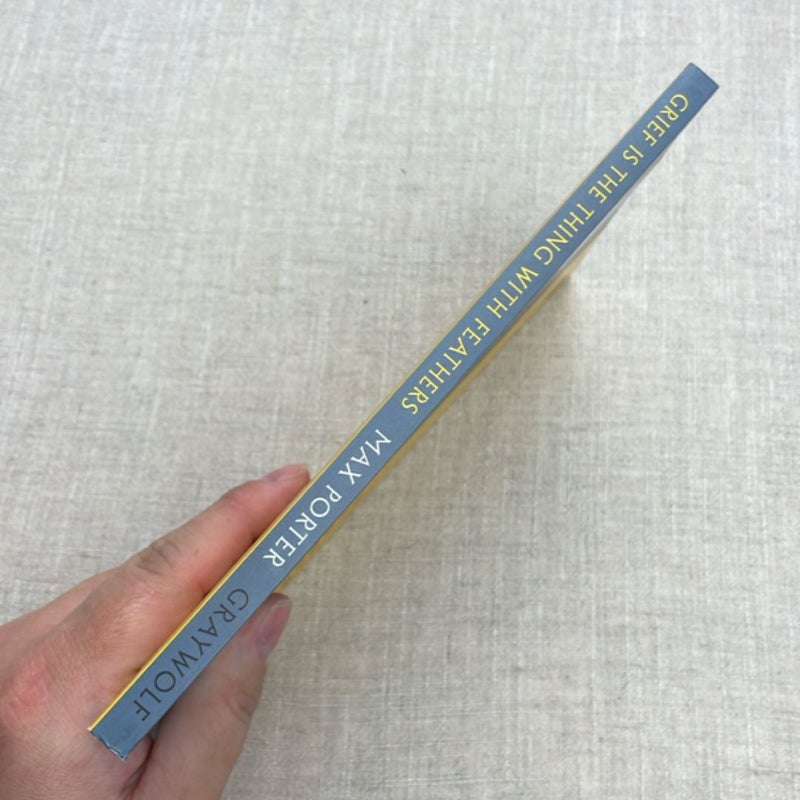 GRIEF IS THE THING WITH FEATHERS MAX PORTER GRAYWOLF